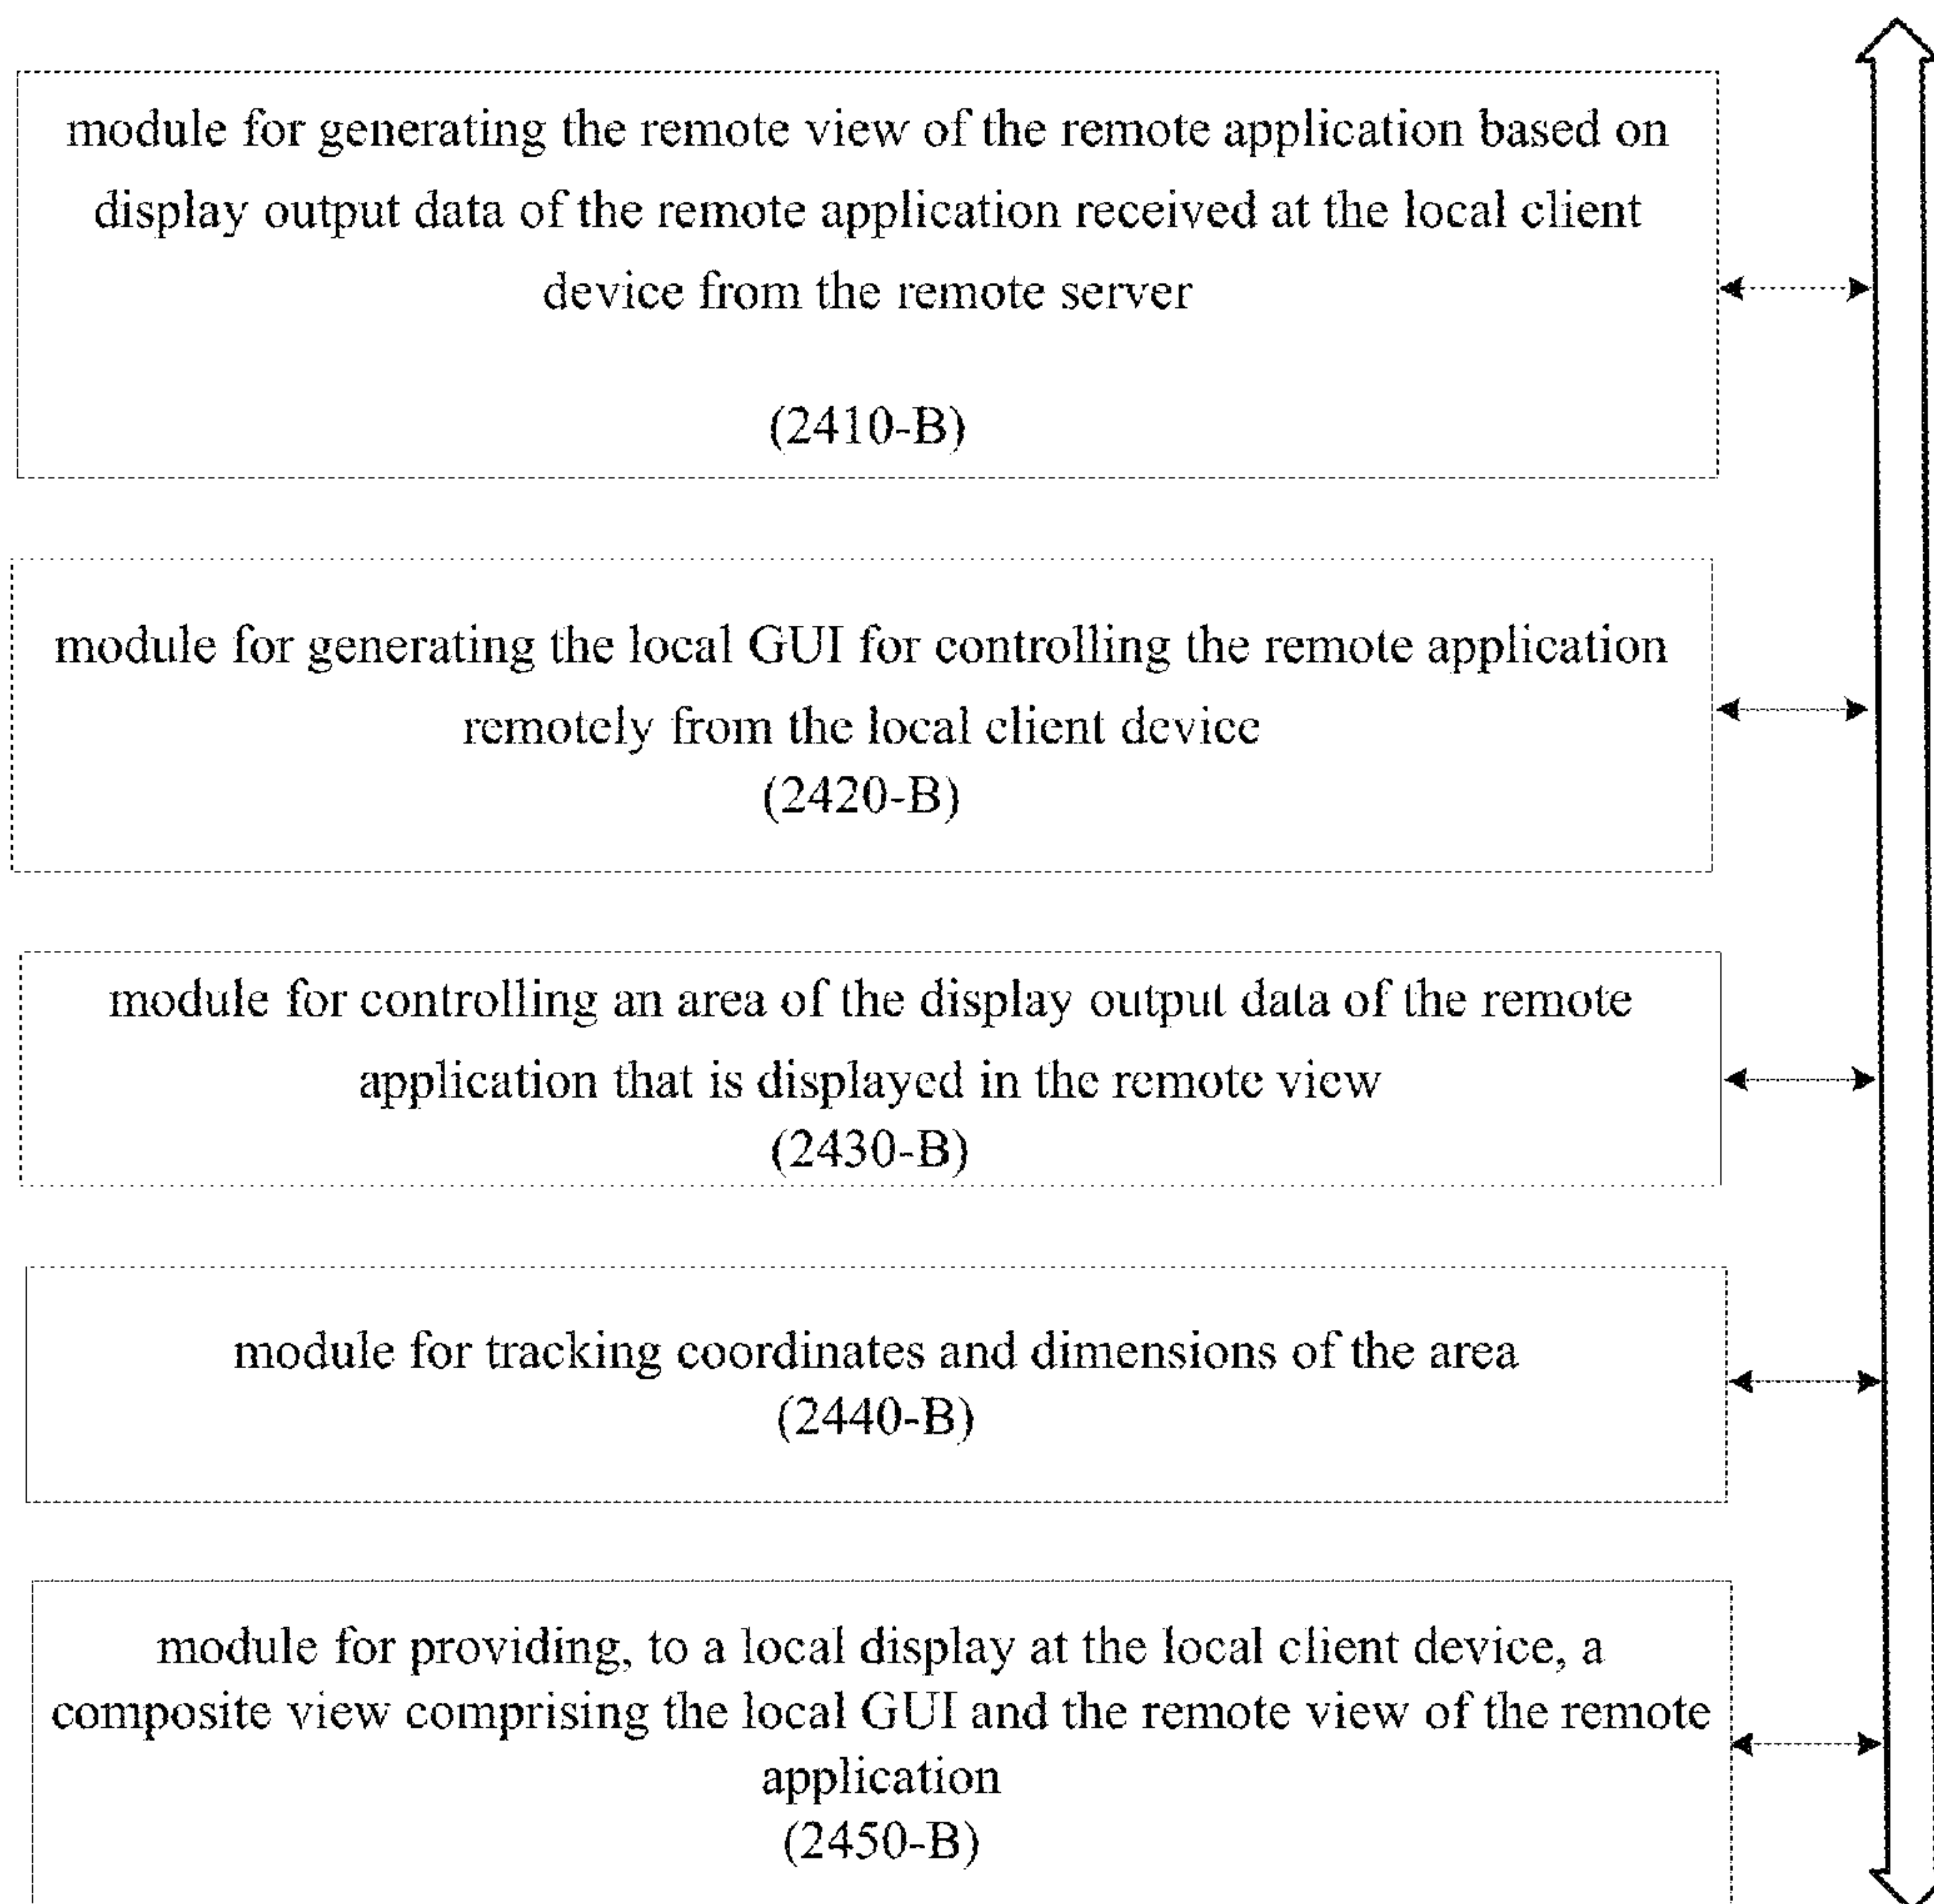 module for generating the remote view of the remote application based on
display output data of the remote application received at the local client
device from the remote server
(2410-B)
module for generating the local GUI for controlling the remote application
remotely from the local client device
(2420-B)
module for controlling an area of the display output data of the remote
application that is displayed in the remote view
(2430-B)
module for tracking coordinates and dimensions of the area
(2440-B)
module for providing, to a local display at the local client device, a
composite view comprising the local GUI and the remote view of the remote
application
(2450-B)